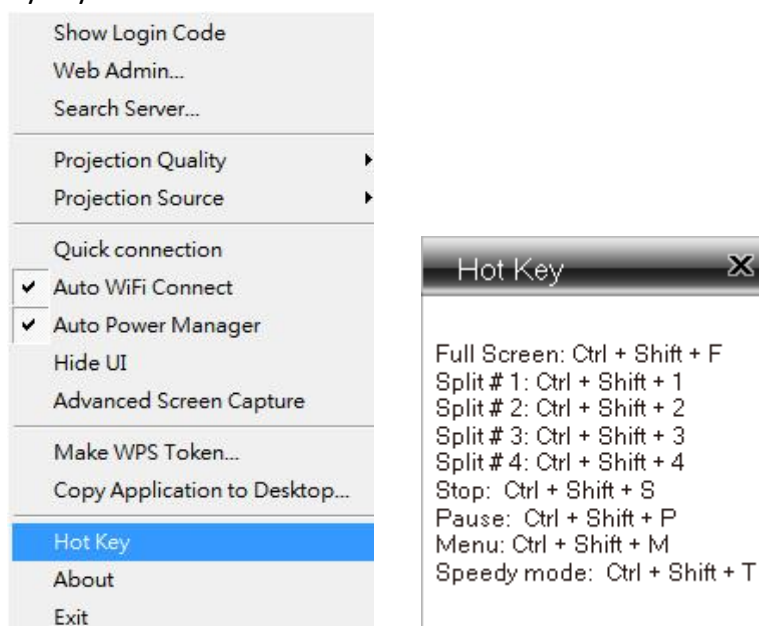 Show Login Code
Web Admin...
Search Server...
Projection Quality
Projection Source
Quick connection
Auto WiFi Connect
Auto Power Manager
Hide UI
Advanced Screen Capture
Make WPS Token...
Copy Application to Desktop...
Hot Key
About
Exit
Hot Key
Full Screen: Ctrl + Shift + F
Split # 1: Ctrl + Shift + 1
Split # 2: Ctrl + Shift + 2
Split # 3: Ctrl + Shift + 3
Split # 4: Ctrl + Shift + 4
Stop: Ctrl + Shift + S
Pause: Ctrl + Shift + P
Menu: Ctrl + Shift + M
Speedy mode: Ctrl + Shift + T